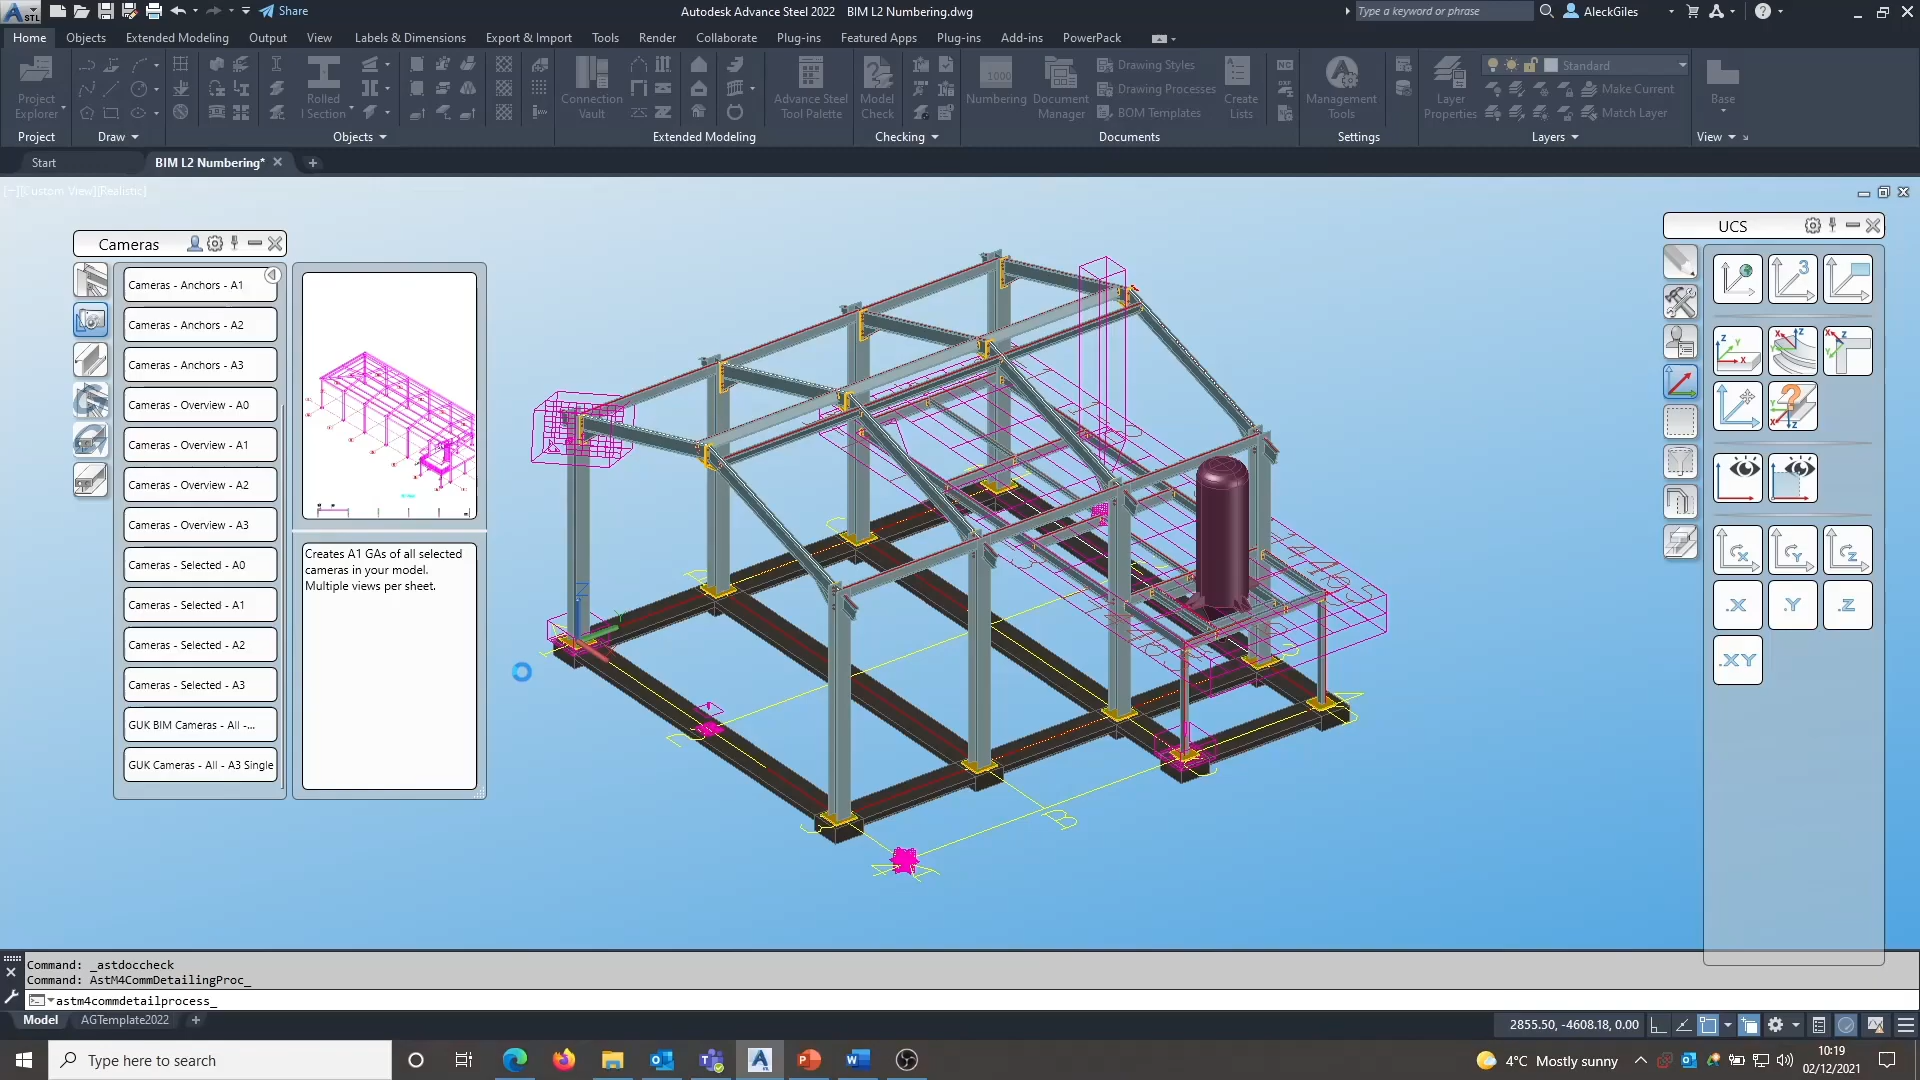 Share
Autodesk Advance Steel 2022 BIM L2 Numbering.dwg
Type a keyword or phrase
AleckGiles
Home Objects Extended Modeling Output View Labels & Dimensions Export & Import Tools Render Collaborate Plug-ins Featured Apps Plug-ins Add-ins PowerPack
Project Explorer
Rolled I Section
Connection Vault
Advance Steel Tool Palette
Model Check
1000
Numbering
Document Manager
Drawing Styles
Drawing Processes
BOM Templates
Create Lists
NC
DXF
Management Tools
Layer Properties
Standard
Make Current
Match Layer
Base
Project Draw Objects Extended Modeling Checking Documents Settings Layers View
Start BIM L2 Numbering*
[−][Custom View][Realistic]
Cameras
Cameras - Anchors - A1
Cameras - Anchors - A2
Cameras - Anchors - A3
Cameras - Overview - A0
Cameras - Overview - A1
Cameras - Overview - A2
Cameras - Overview - A3
Cameras - Selected - A0
Cameras - Selected - A1
Cameras - Selected - A2
Cameras - Selected - A3
GUK BIM Cameras - All -...
GUK Cameras - All - A3 Single
Creates A1 GAs of all selected
cameras in your model.
Multiple views per sheet.
B
UCS
3
X Y Z
.X .Y .Z
.XY
Command: _astdoccheck
Command: AstM4CommDetailingProc_
astm4commdetailprocess_
Model AGTemplate2022
2855.50, -4608.18, 0.00
Type here to search
4°C Mostly sunny
10:19
02/12/2021